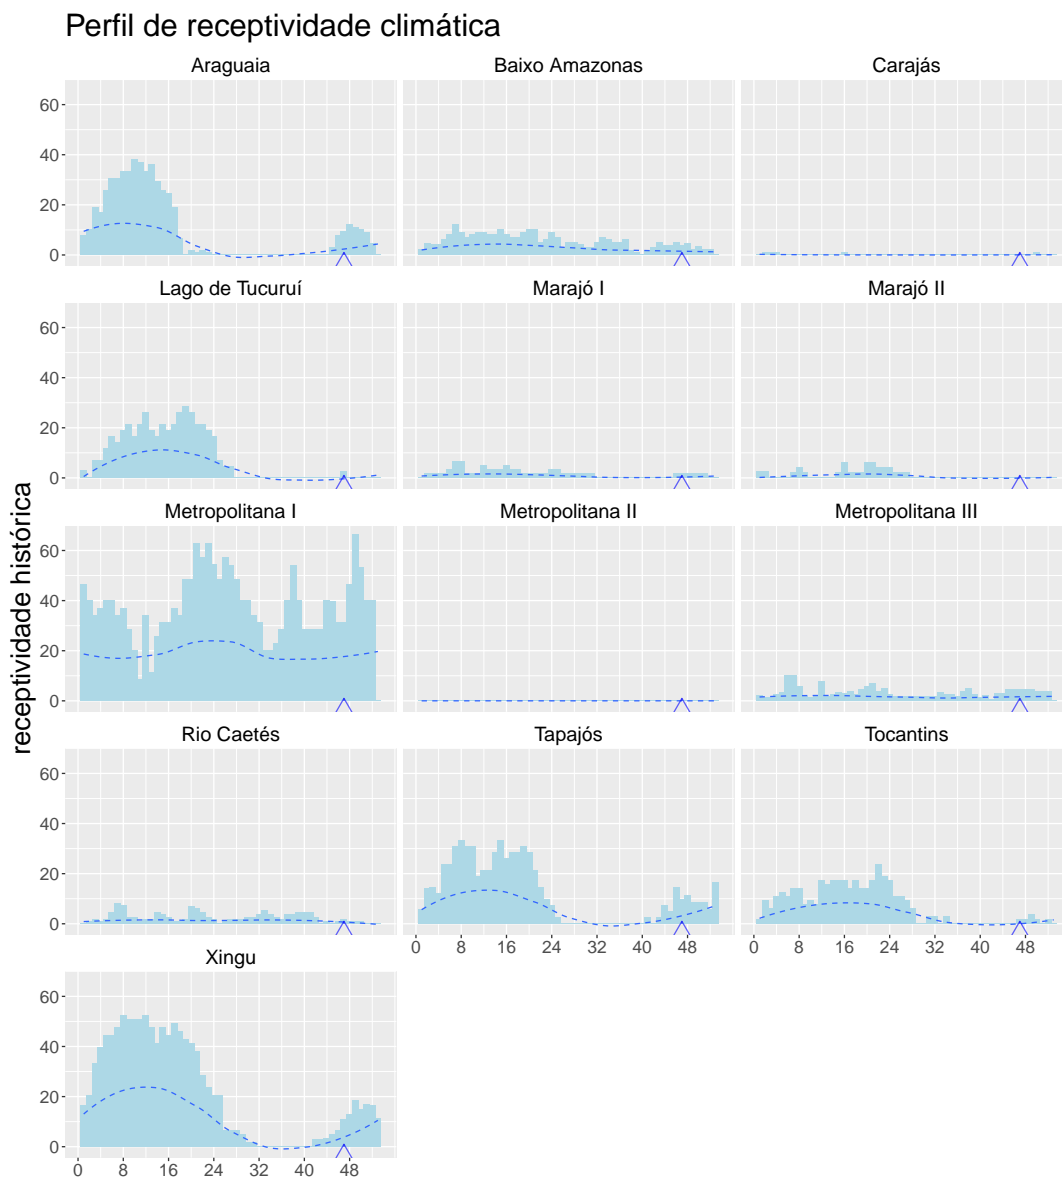 Perfil de receptividade climática
Araguaia Baixo Amazonas Carajás
60
40
20
0
Lago de Tucuruí Marajó I Marajó II
60
40
20
0
receptividade histórica
Metropolitana I Metropolitana II Metropolitana III
60
40
20
0
Rio Caetés Tapajós Tocantins
60
40
20
0
0 8 16 24 32 40 48 0 8 16 24 32 40 48
Xingu
60
40
20
0
0 8 16 24 32 40 48